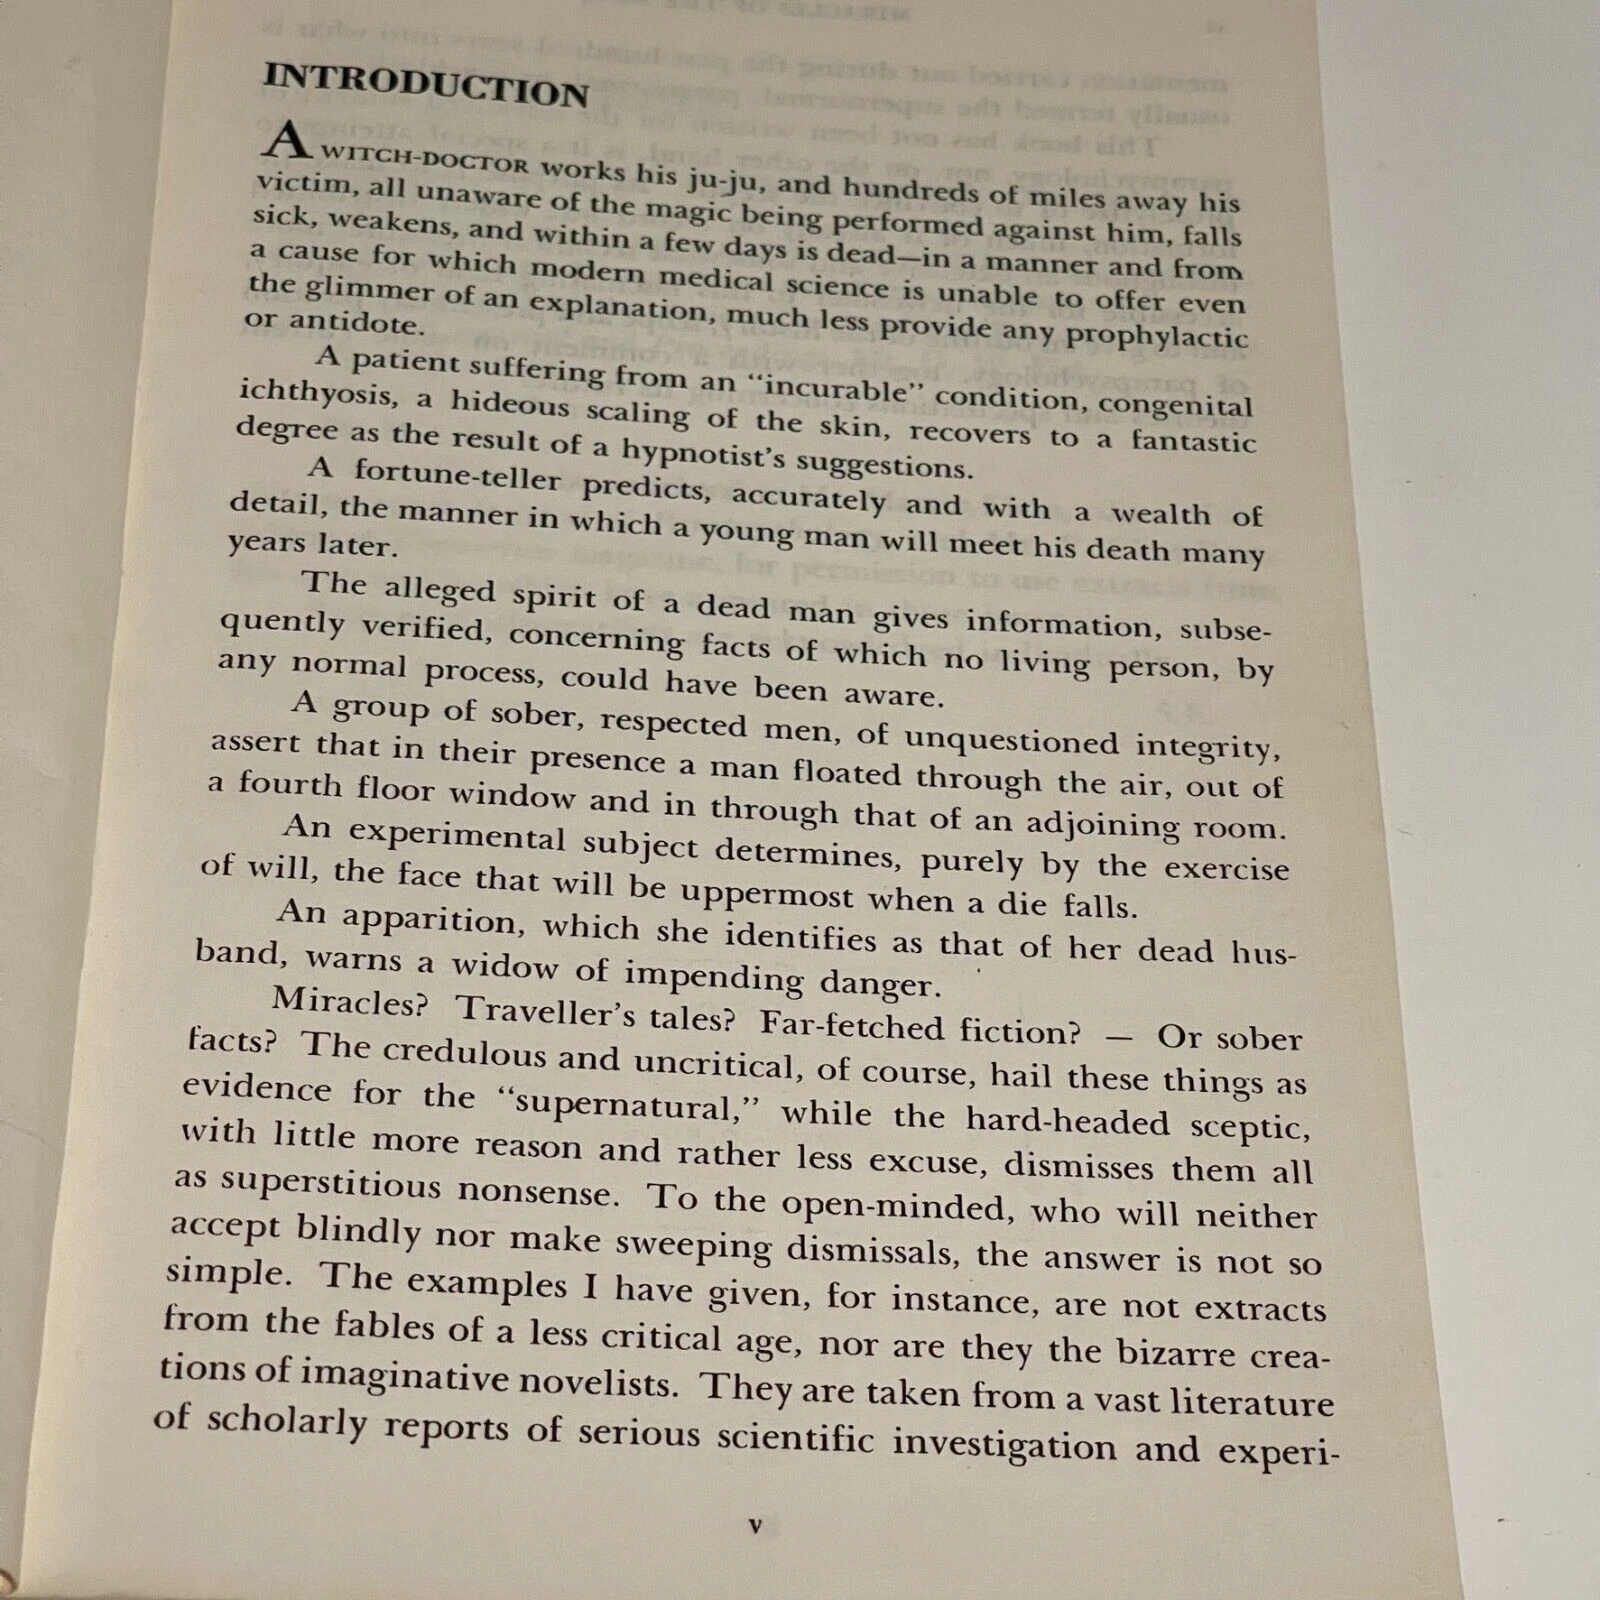 INTRODUCTION
A WITCH-DOCTOR works his ju-ju, and hundreds of miles away his
victim, all unaware of the magic being performed against him, falls
sick, weakens, and within a few days is dead—in a manner and from
a cause for which modern medical science is unable to offer even
the glimmer of an explanation, much less provide any prophylactic
or antidote.
A patient suffering from an “incurable” condition, congenital
ichthyosis, a hideous scaling of the skin, recovers to a fantastic
degree as the result of a hypnotist’s suggestions.
A fortune-teller predicts, accurately and with a wealth of
detail, the manner in which a young man will meet his death many
years later.
The alleged spirit of a dead man gives information, subse-
quently verified, concerning facts of which no living person, by
any normal process, could have been aware.
A group of sober, respected men, of unquestioned integrity,
assert that in their presence a man floated through the air, out of
a fourth floor window and in through that of an adjoining room.
An experimental subject determines, purely by the exercise
of will, the face that will be uppermost when a die falls.
An apparition, which she identifies as that of her dead hus-
band, warns a widow of impending danger.
Miracles? Traveller’s tales? Far-fetched fiction? — Or sober
facts? The credulous and uncritical, of course, hail these things as
evidence for the “supernatural,” while the hard-headed sceptic,
with little more reason and rather less excuse, dismisses them all
as superstitious nonsense. To the open-minded, who will neither
accept blindly nor make sweeping dismissals, the answer is not so
simple. The examples I have given, for instance, are not extracts
from the fables of a less critical age, nor are they the bizarre crea-
tions of imaginative novelists. They are taken from a vast literature
of scholarly reports of serious scientific investigation and experi-
v